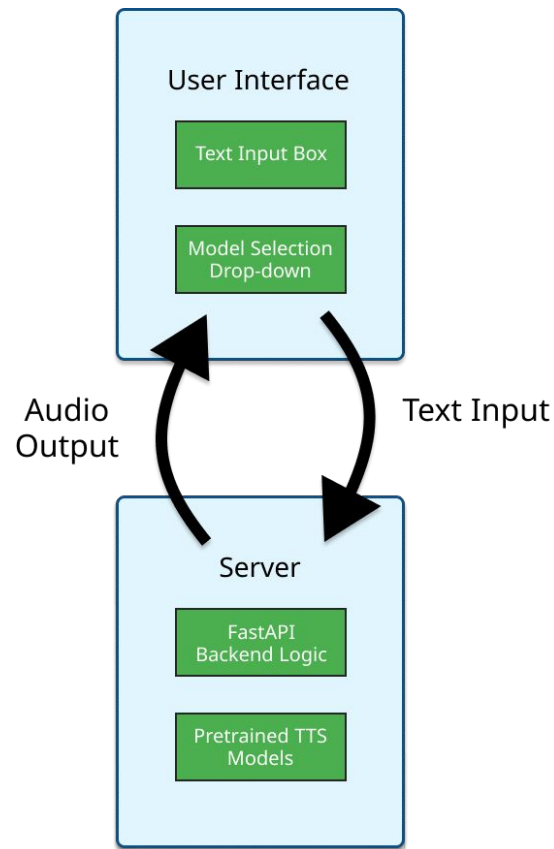 User Interface
Text Input Box
Model Selection
Drop-down
Audio
Output
Text Input
Server
FastAPI
Backend Logic
Pretrained TTS
Models